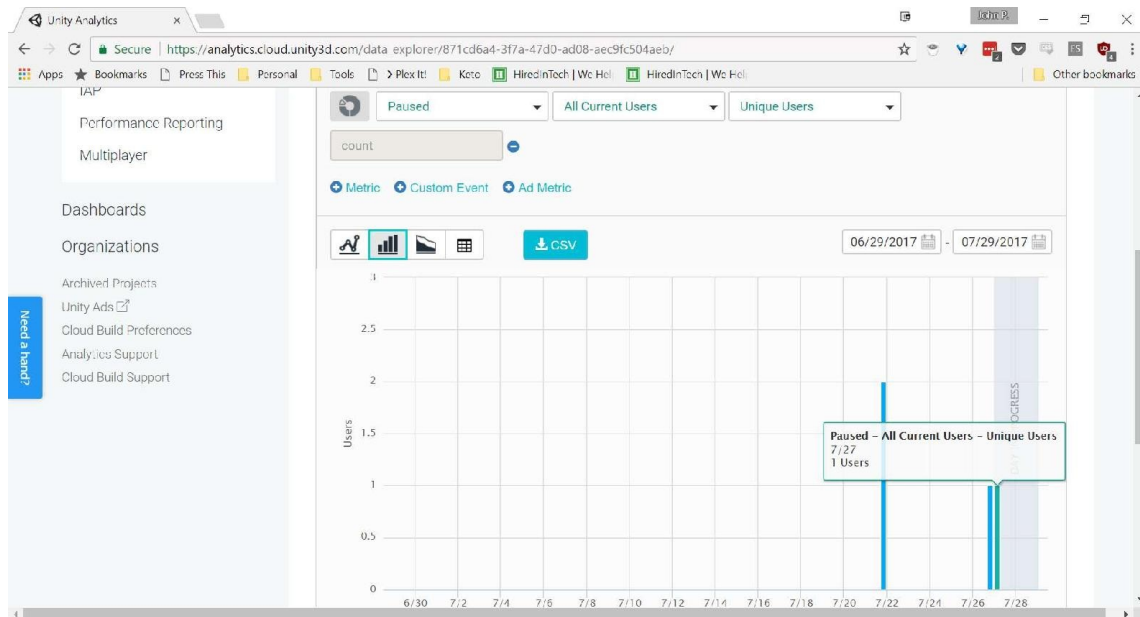 Unity Analytics
John P.
Secure | https://analytics.cloud.unity3d.com/data_explorer/871cd6a4-3f7a-47d0-ad08-aec9fc504aeb/
Apps Bookmarks Press This Personal Tools > Plex It! Keto HiredInTech | We Hel HiredInTech | We Hel Other bookmarks
IAP
Performance Reporting
Multiplayer
Dashboards
Organizations
Archived Projects
Unity Ads
Cloud Build Preferences
Analytics Support
Cloud Build Support
Need a hand?
Paused All Current Users Unique Users
count
Metric Custom Event Ad Metric
CSV
06/29/2017 - 07/29/2017
3
2.5
2
1.5
1
0.5
0
Users
Paused – All Current Users – Unique Users
7/27
1 Users
6/30 7/2 7/4 7/6 7/8 7/10 7/12 7/14 7/16 7/18 7/20 7/22 7/24 7/26 7/28